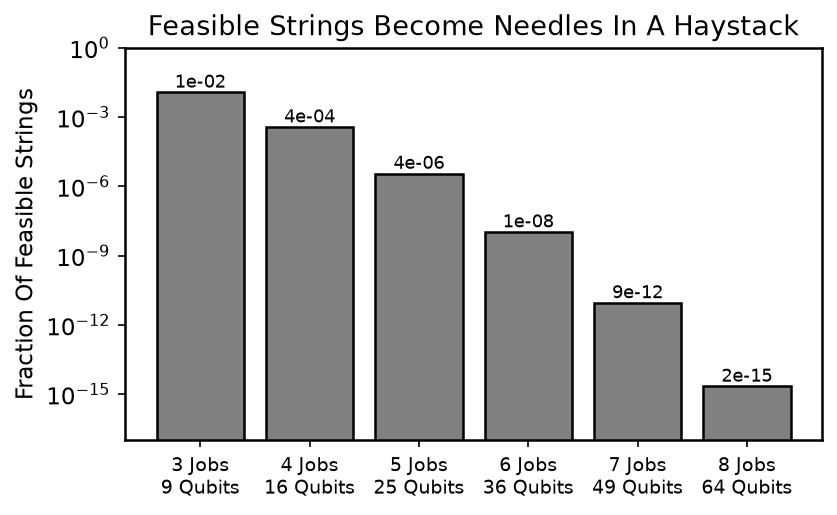 Feasible Strings Become Needles In A Haystack
Fraction Of Feasible Strings
10⁰
10⁻³
10⁻⁶
10⁻⁹
10⁻¹²
10⁻¹⁵
1e-02
4e-04
4e-06
1e-08
9e-12
2e-15
3 Jobs
9 Qubits
4 Jobs
16 Qubits
5 Jobs
25 Qubits
6 Jobs
36 Qubits
7 Jobs
49 Qubits
8 Jobs
64 Qubits